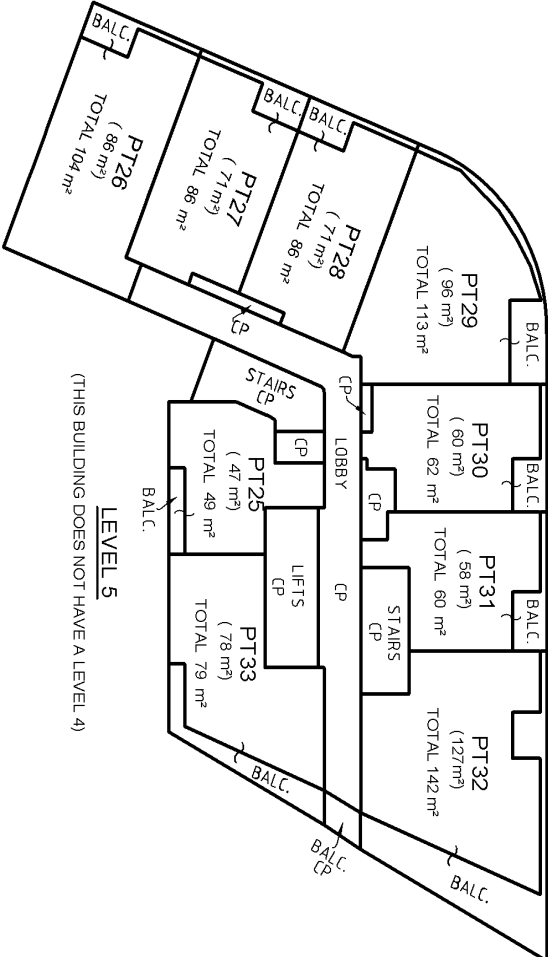 BALC.
PT26
( 86 m²)
TOTAL 104 m²
BALC.
PT27
( 71 m²)
TOTAL 86 m²
BALC.
PT28
( 71 m²)
TOTAL 86 m²
CP
PT29
( 96 m²)
TOTAL 113 m²
BALC.
CP
PT30
( 60 m²)
TOTAL 62 m²
BALC.
CP
PT31
( 58 m²)
TOTAL 60 m²
BALC.
STAIRS
CP
PT32
(127m²)
TOTAL 142 m²
BALC.
STAIRS
CP
CP
LOBBY
CP
LIFTS
CP
PT25
( 47 m²)
TOTAL 49 m²
BALC.
PT33
( 78 m²)
TOTAL 79 m²
BALC.
BALC.
CP
LEVEL 5
(THIS BUILDING DOES NOT HAVE A LEVEL 4)